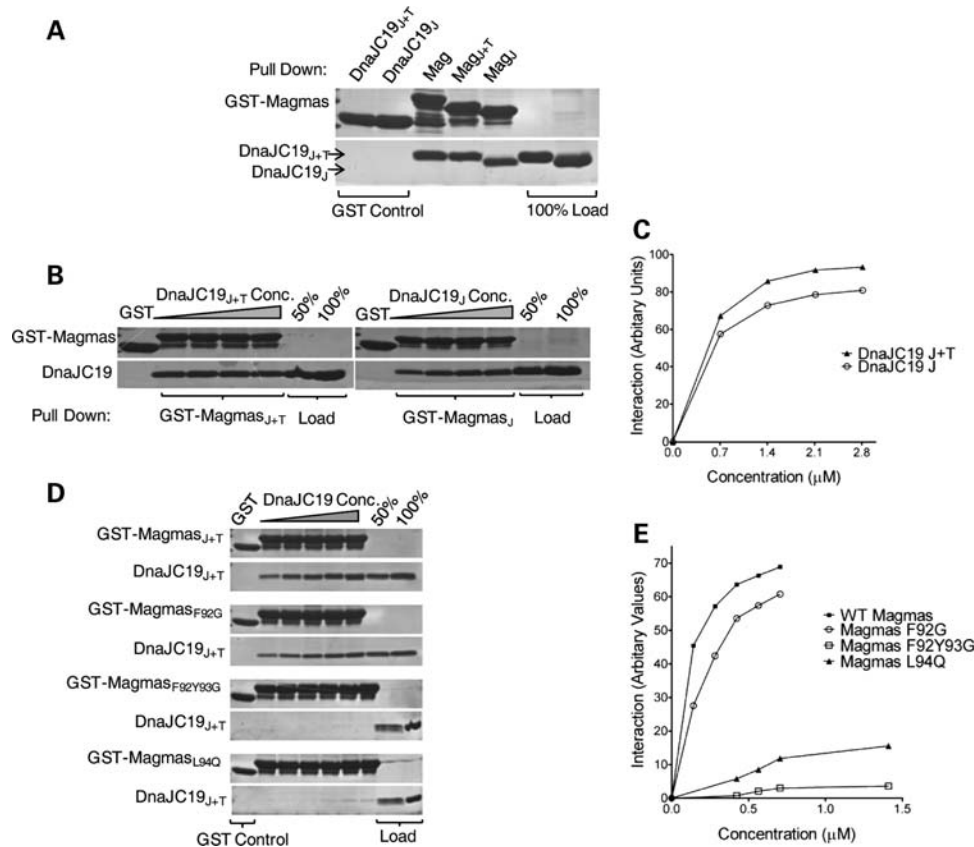 A
Pull Down:
DnaJC19J+T
DnaJC19J
Mag
MagJ+T
MagJ
GST-Magmas
DnaJC19J+T
DnaJC19J
GST Control
100% Load
B
GST
DnaJC19J+T Conc.
50%
100%
DnaJC19J Conc.
GST
50%
100%
GST-Magmas
DnaJC19
Pull Down:
GST-MagmasJ+T
Load
GST-MagmasJ
Load
C
Interaction (Arbitary Units)
100
80
60
40
20
0
0.0 0.7 1.4 2.1 2.8
Concentration (μM)
DnaJC19 J+T
DnaJC19 J
D
GST
DnaJC19 Conc.
50%
100%
GST-MagmasJ+T
DnaJC19J+T
GST-MagmasF92G
DnaJC19J+T
GST-MagmasF92Y93G
DnaJC19J+T
GST-MagmasL94Q
DnaJC19J+T
GST Control
Load
E
Interaction (Arbitary Values)
70
60
50
40
30
20
10
0
0.0 0.5 1.0 1.5
Concentration (μM)
WT Magmas
Magmas F92G
Magmas F92Y93G
Magmas L94Q